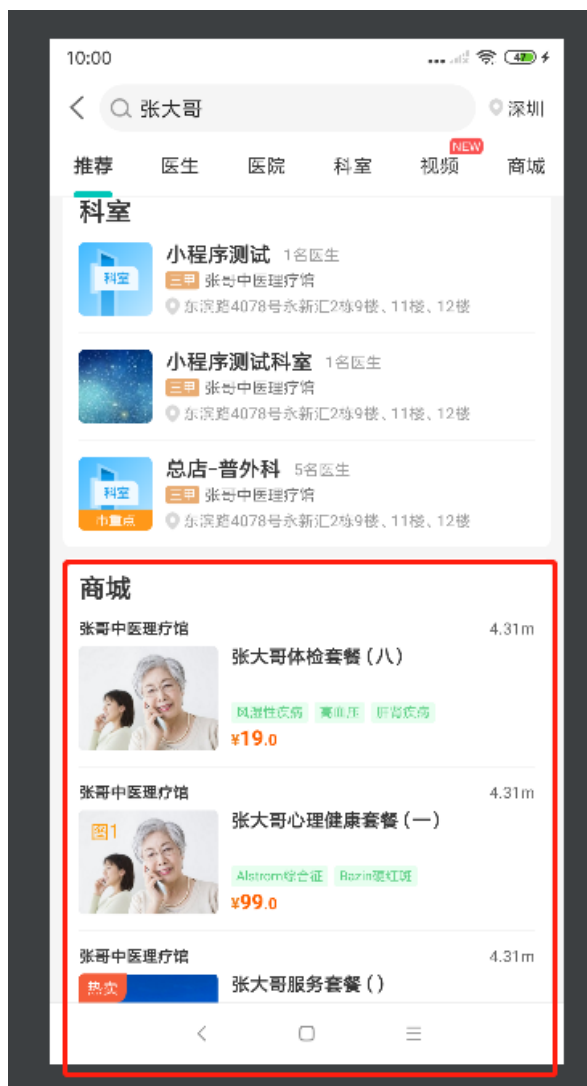 10:00
47
张大哥
深圳
NEW
推荐 医生 医院 科室 视频 商城
科室
科室
小程序测试 1名医生
三甲 张哥中医理疗馆
东滨路4078号永新汇2栋9楼、11楼、12楼
小程序测试科室 1名医生
三甲 张哥中医理疗馆
东滨路4078号永新汇2栋9楼、11楼、12楼
科室
市重点
总店-普外科 5名医生
三甲 张哥中医理疗馆
东滨路4078号永新汇2栋9楼、11楼、12楼
商城
张哥中医理疗馆 4.31m
张大哥体检套餐(八)
风湿性疾病 高血压 肝肾疾病
¥19.0
张哥中医理疗馆 4.31m
图1
张大哥心理健康套餐(一)
Alstrom综合征 Bazin硬红斑
¥99.0
张哥中医理疗馆 4.31m
热卖
张大哥服务套餐()